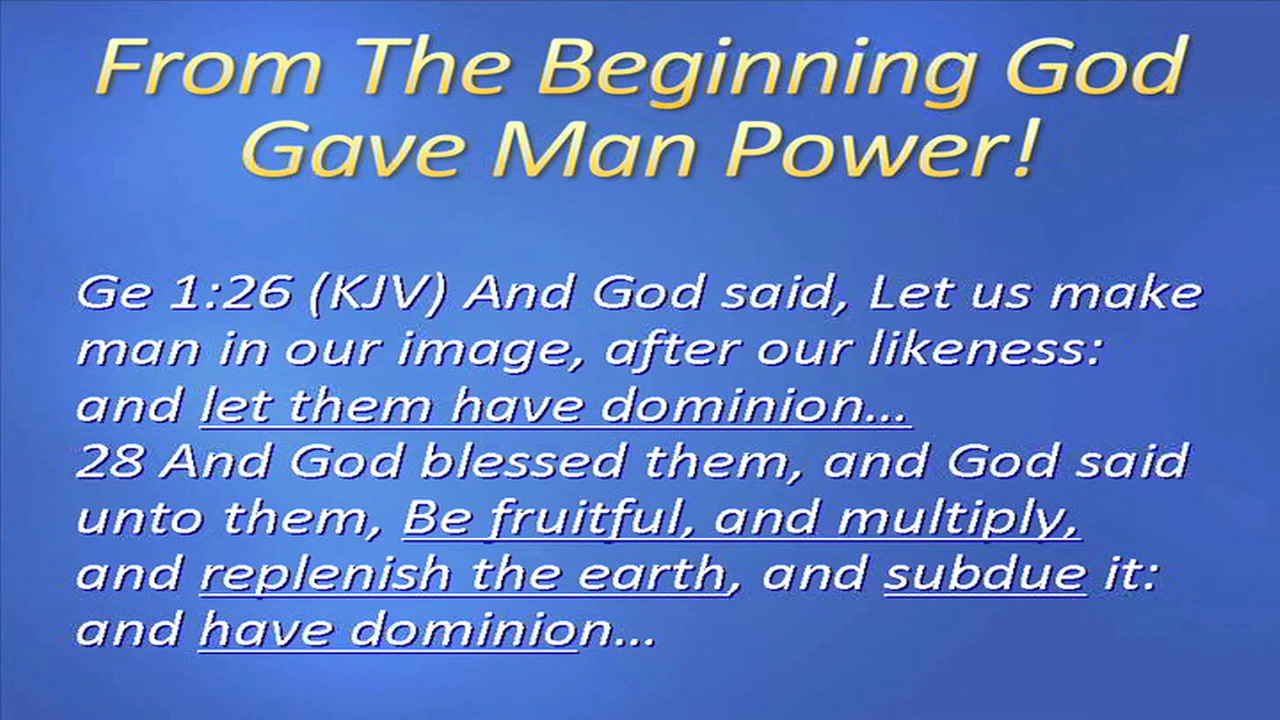 From The Beginning God
Gave Man Power!
Ge 1:26 (KJV) And God said, Let us make
man in our image, after our likeness:
and let them have dominion...
28 And God blessed them, and God said
unto them, Be fruitful, and multiply,
and replenish the earth, and subdue it:
and have dominion...